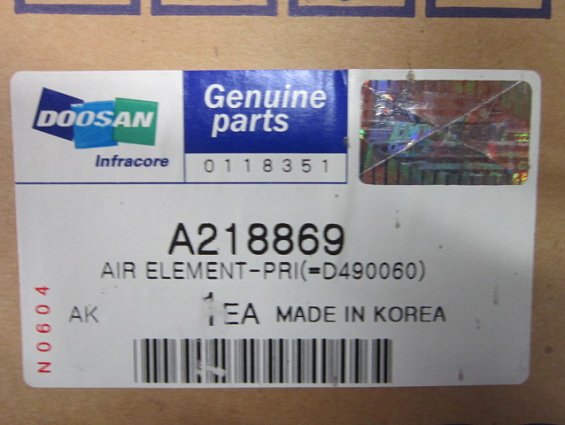 DOOSAN
Infracore
Genuine
parts
0118351
A218869
AIR ELEMENT-PRI(=D490060)
N0604
AK 1EA MADE IN KOREA